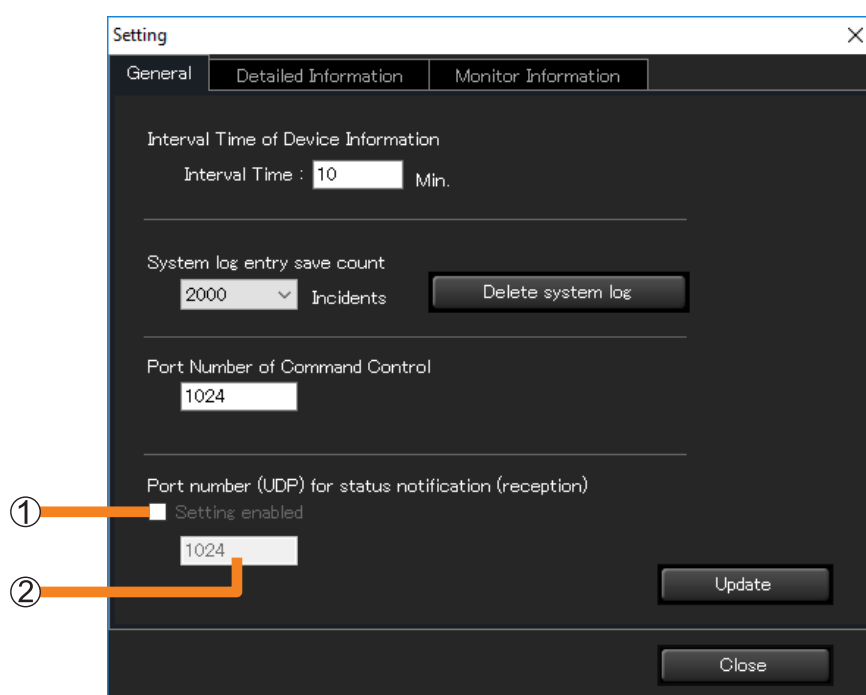 Setting
General Detailed Information Monitor Information
Interval Time of Device Information
Interval Time : 10 Min.
System log entry save count
2000 Incidents Delete system log
Port Number of Command Control
1024
Port number (UDP) for status notification (reception)
① Setting enabled
1024
②
Update
Close